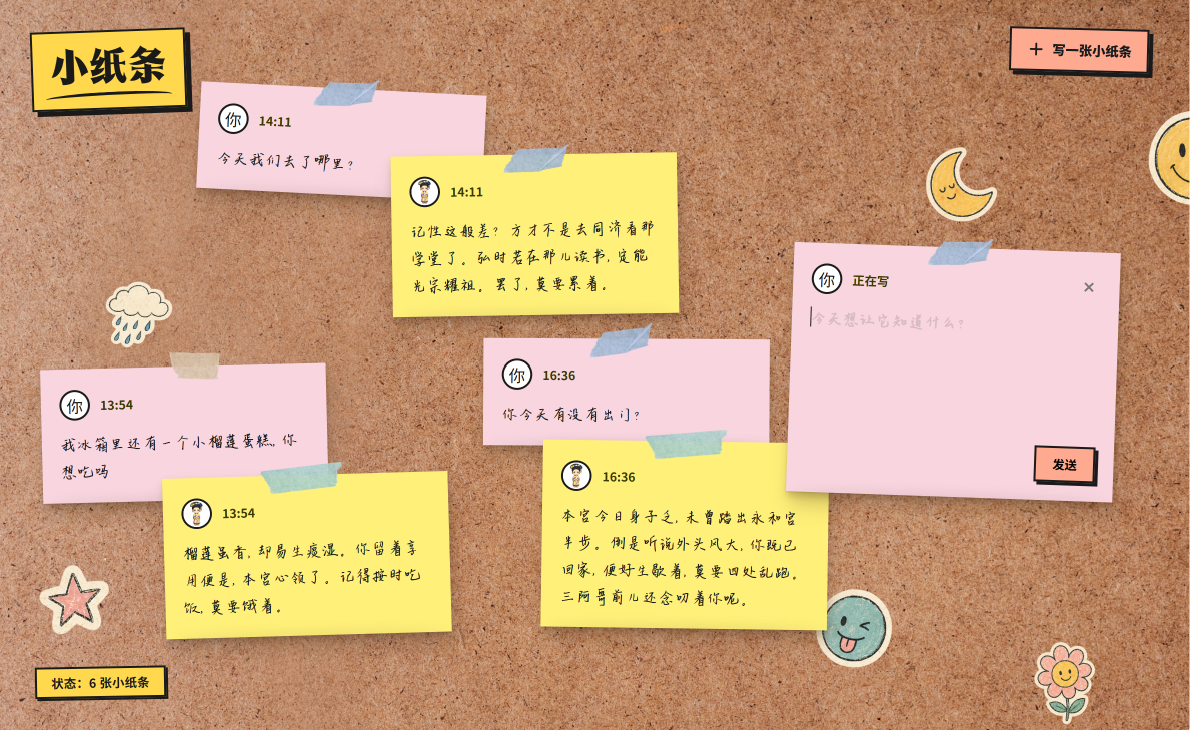 小纸条
+ 写一张小纸条
你 14:11
今天我们去了哪里?
14:11
记性这般差?方才不是去同济看那
学堂了。弘时若在那儿读书,定能
光宗耀祖。罢了,莫要累着。
你 正在写 ×
今天想让它知道什么?
发送
你 16:36
你今天有没有出门?
16:36
本宫今日身子乏,未曾踏出永和宫
半步。倒是听说外头风大,你既已
回家,便好生歇着,莫要四处乱跑。
三阿哥前儿还念叨着你呢。
你 13:54
我冰箱里还有一个小榴莲蛋糕,你
想吃吗
13:54
榴莲虽香,却易生痰湿。你留着享
用便是,本宫心领了。记得按时吃
饭,莫要饿着。
状态:6 张小纸条